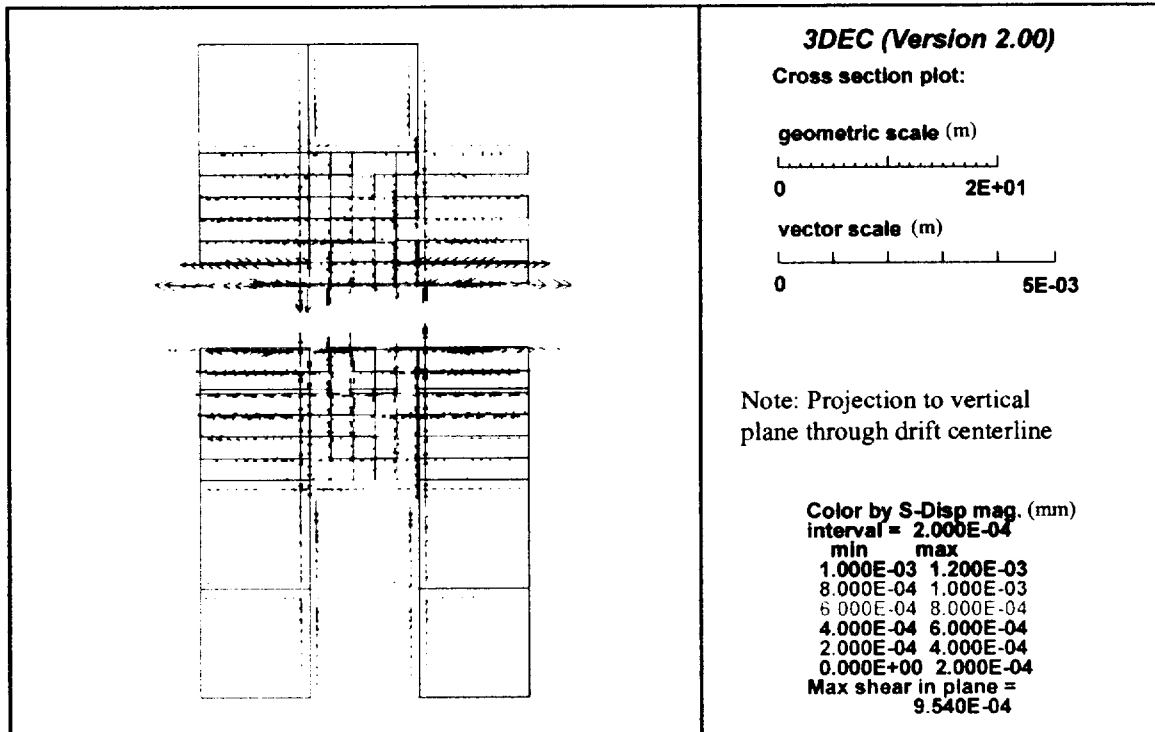 3DEC (Version 2.00)
Cross section plot:
geometric scale (m)
0 2E+01
vector scale (m)
0 5E-03
Note: Projection to vertical
plane through drift centerline
Color by S-Disp mag. (mm)
interval = 2.000E-04
min max
1.000E-03 1.200E-03
8.000E-04 1.000E-03
6.000E-04 8.000E-04
4.000E-04 6.000E-04
2.000E-04 4.000E-04
0.000E+00 2.000E-04
Max shear in plane =
9.540E-04